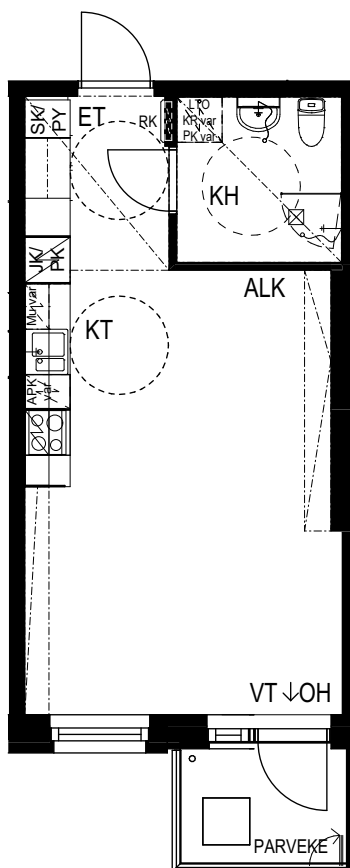 SK/
PY
ET
RK
LTO
KR var
PK var
KH
JK/
PK
ALK
Mu var
KT
APK
var
VT ↓OH
PARVEKE